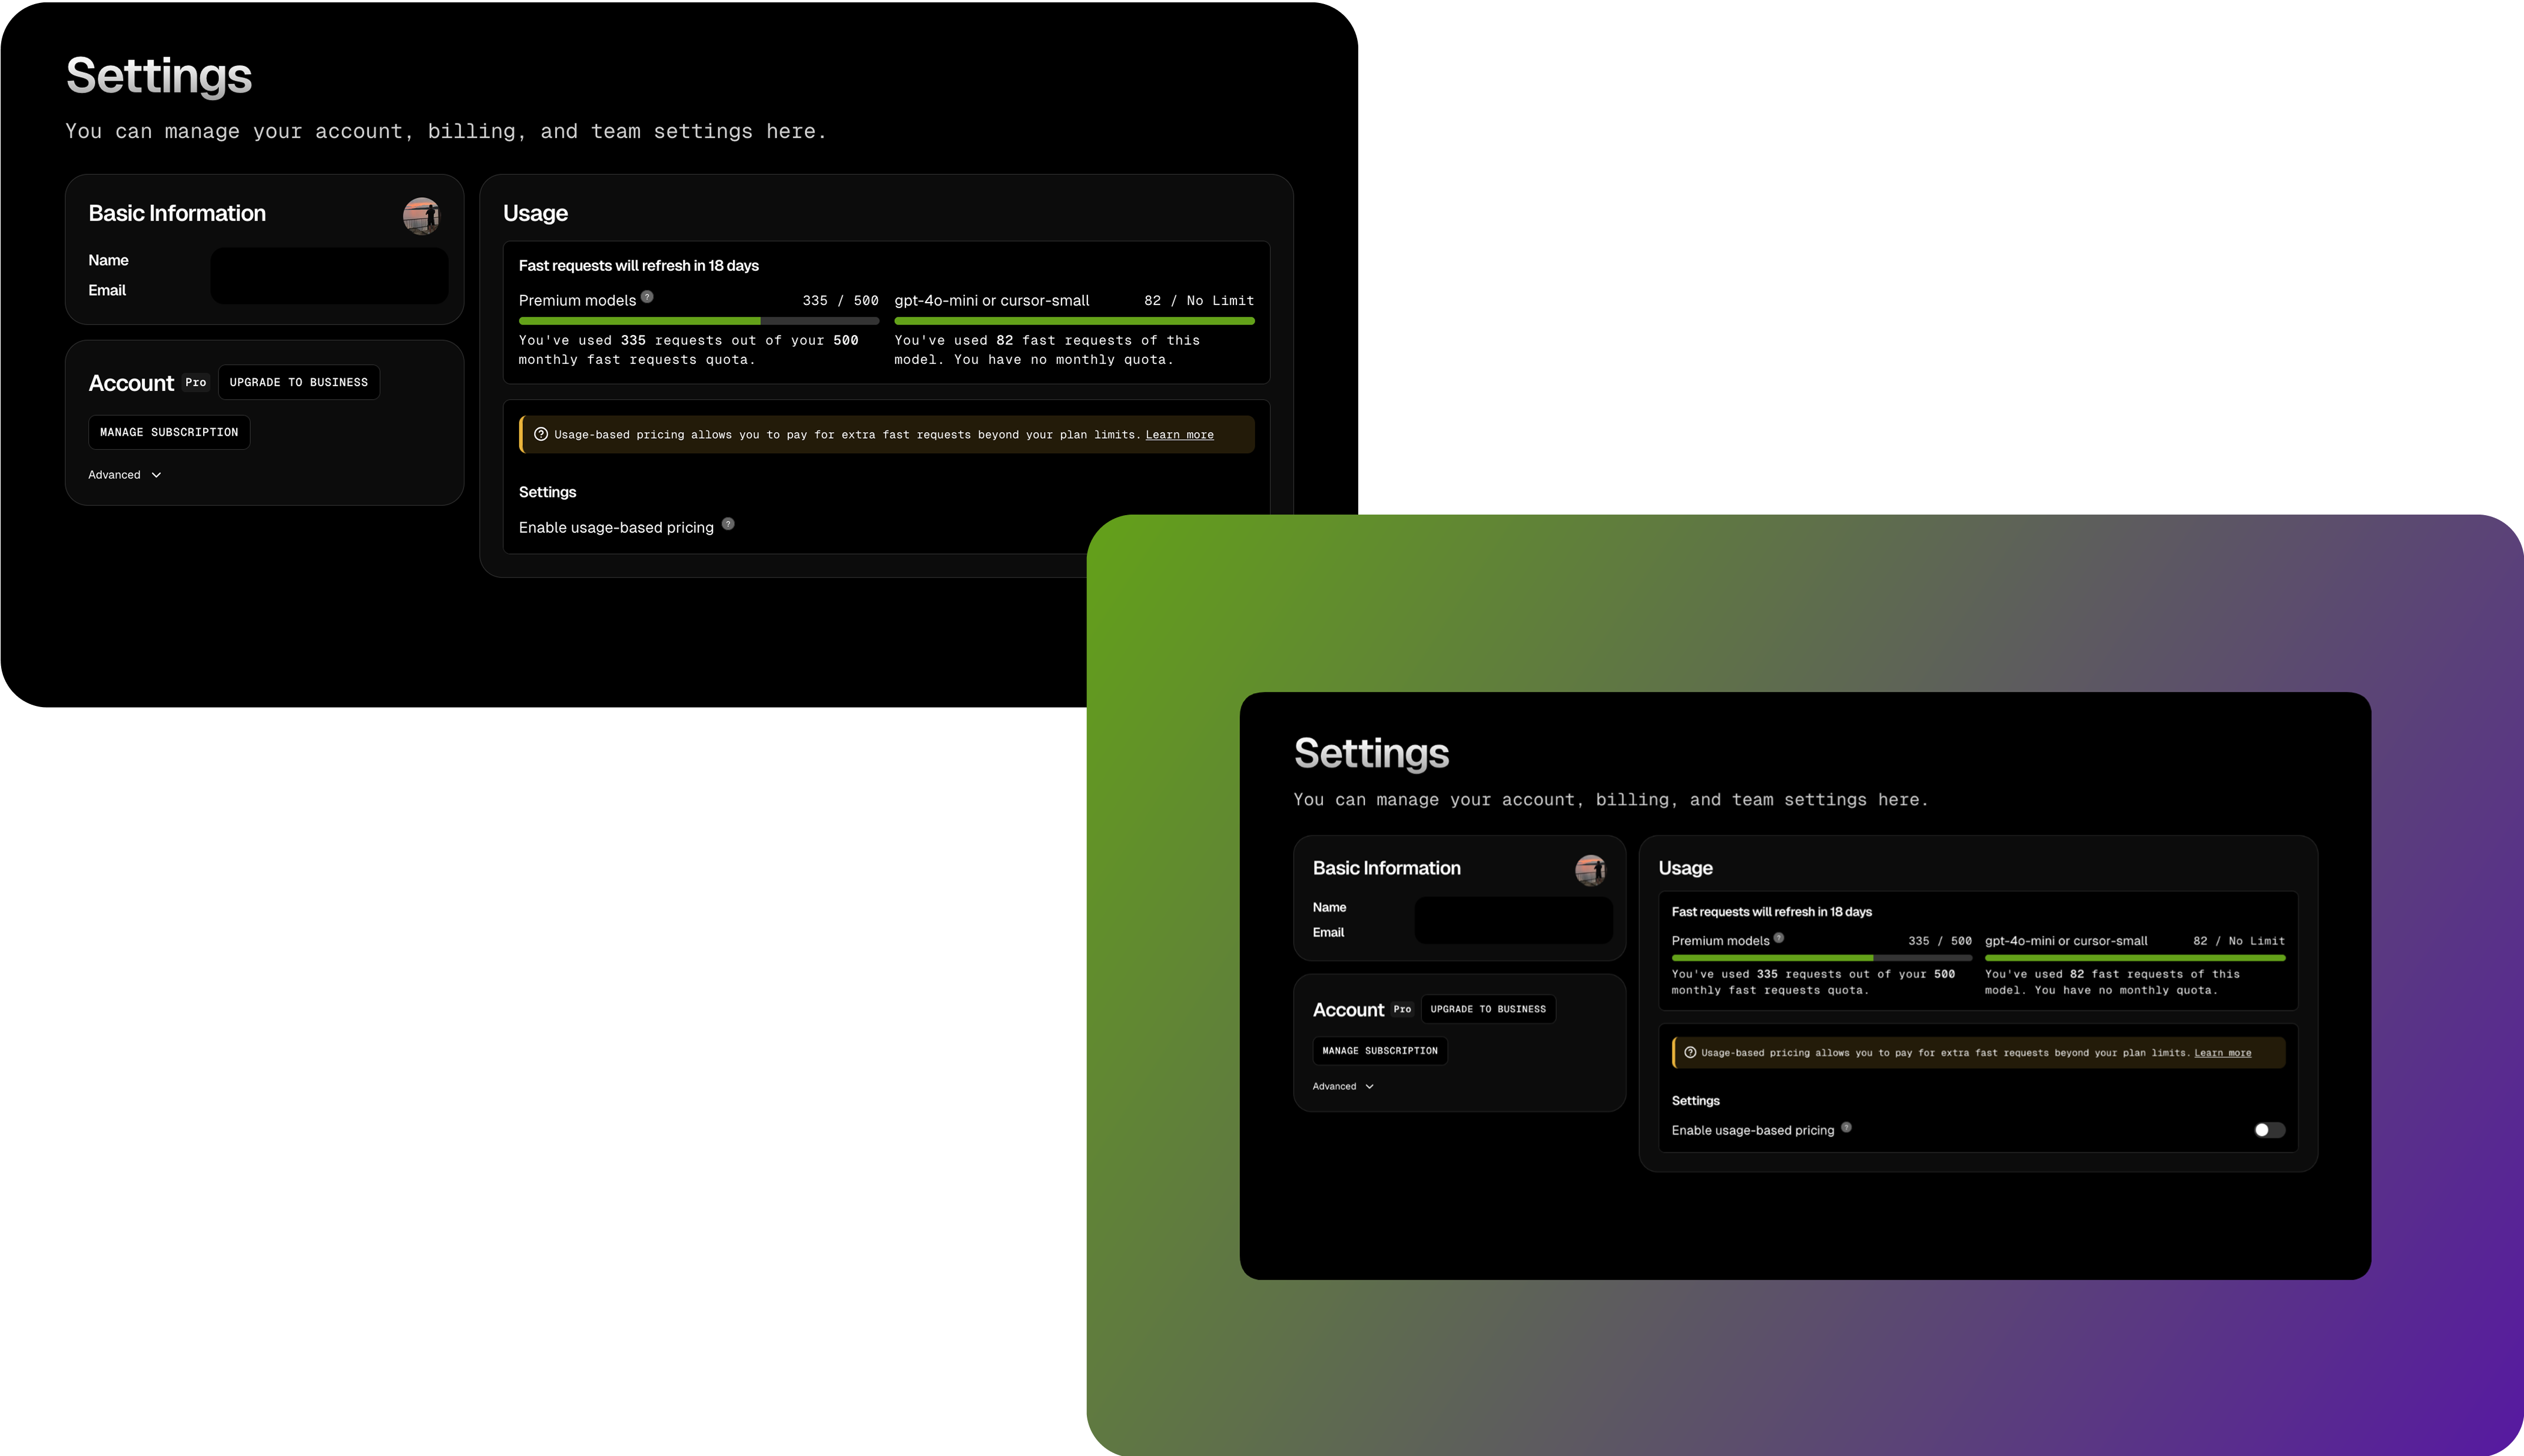 Settings
You can manage your account, billing, and team settings here.
Basic Information
Name
Email
Account Pro UPGRADE TO BUSINESS
MANAGE SUBSCRIPTION
Advanced
Usage
Fast requests will refresh in 18 days
Premium models ? 335 / 500
You've used 335 requests out of your 500
monthly fast requests quota.
gpt-4o-mini or cursor-small 82 / No Limit
You've used 82 fast requests of this
model. You have no monthly quota.
? Usage-based pricing allows you to pay for extra fast requests beyond your plan limits. Learn more
Settings
Enable usage-based pricing ?
Settings
You can manage your account, billing, and team settings here.
Basic Information
Name
Email
Account Pro UPGRADE TO BUSINESS
MANAGE SUBSCRIPTION
Advanced
Usage
Fast requests will refresh in 18 days
Premium models ? 335 / 500
You've used 335 requests out of your 500
monthly fast requests quota.
gpt-4o-mini or cursor-small 82 / No Limit
You've used 82 fast requests of this
model. You have no monthly quota.
? Usage-based pricing allows you to pay for extra fast requests beyond your plan limits. Learn more
Settings
Enable usage-based pricing ?